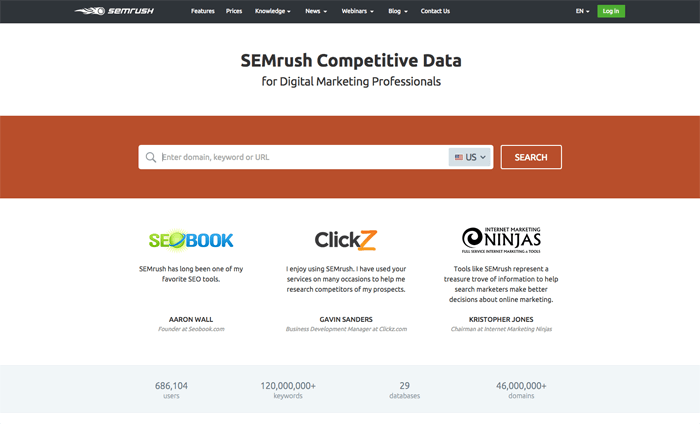 SEMRUSH Features Prices Knowledge News Webinars Blog Contact Us EN Log in
SEMrush Competitive Data
for Digital Marketing Professionals
Enter domain, keyword or URL US SEARCH
SEOBOOK
SEMrush has long been one of my
favorite SEO tools.
AARON WALL
Founder at Seobook.com
ClickZ
I enjoy using SEMrush. I have used your
services on many occasions to help me
research competitors of my prospects.
GAVIN SANDERS
Business Development Manager at Clickz.com
INTERNET MARKETING
NINJAS
FULL SERVICE INTERNET MARKETING & TOOLS
Tools like SEMrush represent a
treasure trove of information to help
search marketers make better
decisions about online marketing.
KRISTOPHER JONES
Chairman at Internet Marketing Ninjas
686,104
users
120,000,000+
keywords
29
databases
46,000,000+
domains